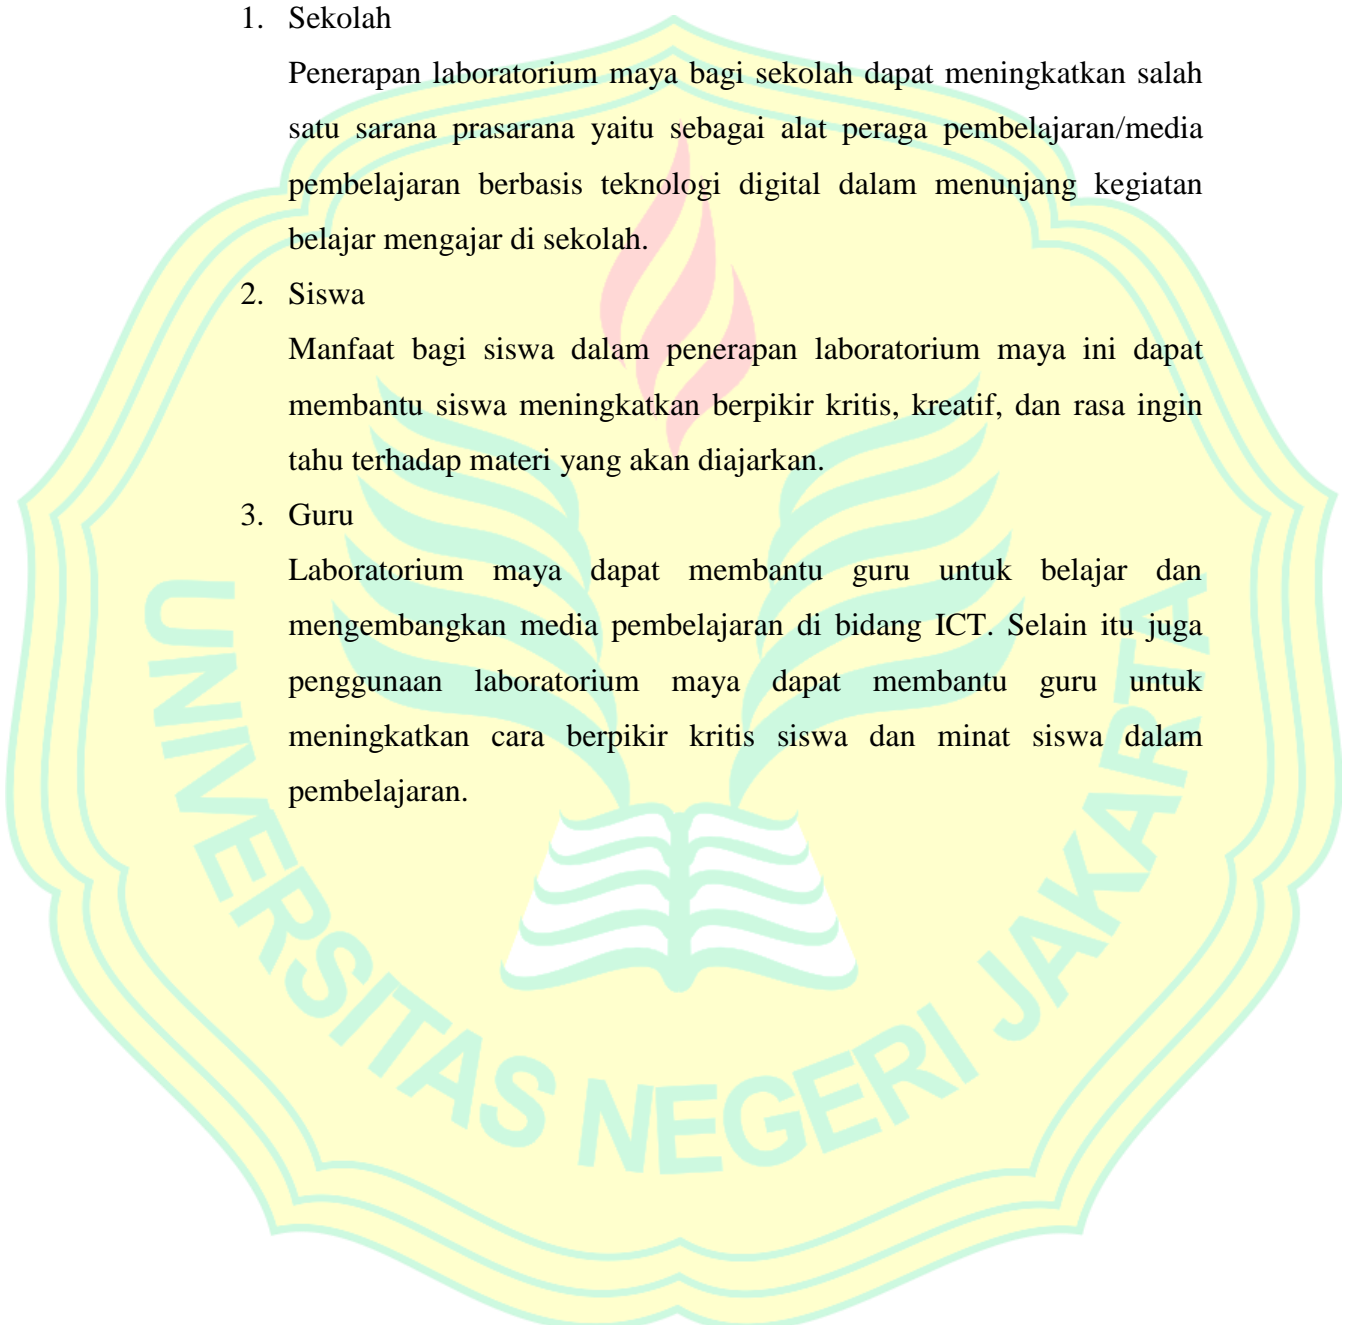 1. Sekolah
Penerapan laboratorium maya bagi sekolah dapat meningkatkan salah
satu sarana prasarana yaitu sebagai alat peraga pembelajaran/media
pembelajaran berbasis teknologi digital dalam menunjang kegiatan
belajar mengajar di sekolah.
2. Siswa
Manfaat bagi siswa dalam penerapan laboratorium maya ini dapat
membantu siswa meningkatkan berpikir kritis, kreatif, dan rasa ingin
tahu terhadap materi yang akan diajarkan.
3. Guru
Laboratorium maya dapat membantu guru untuk belajar dan
mengembangkan media pembelajaran di bidang ICT. Selain itu juga
penggunaan laboratorium maya dapat membantu guru untuk
meningkatkan cara berpikir kritis siswa dan minat siswa dalam
pembelajaran.
UNIVERSITAS NEGERI JAKARTA